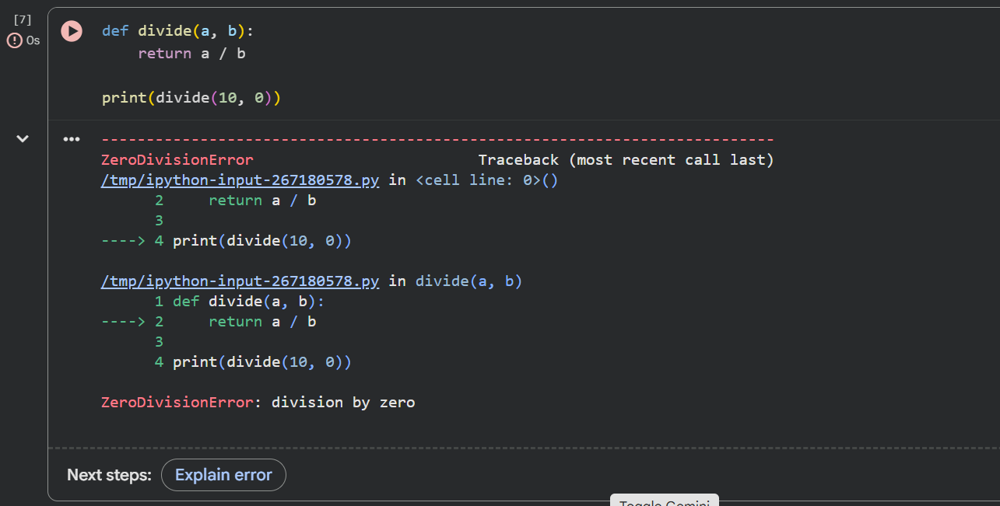 [7]
0s
def divide(a, b):
    return a / b
print(divide(10, 0))
---------------------------------------------------------------------------
ZeroDivisionError                         Traceback (most recent call last)
/tmp/ipython-input-267180578.py in <cell line: 0>()
      2     return a / b
      3
----> 4 print(divide(10, 0))
/tmp/ipython-input-267180578.py in divide(a, b)
      1 def divide(a, b):
----> 2     return a / b
      3
      4 print(divide(10, 0))
ZeroDivisionError: division by zero
Next steps: Explain error
Toggle Gemini